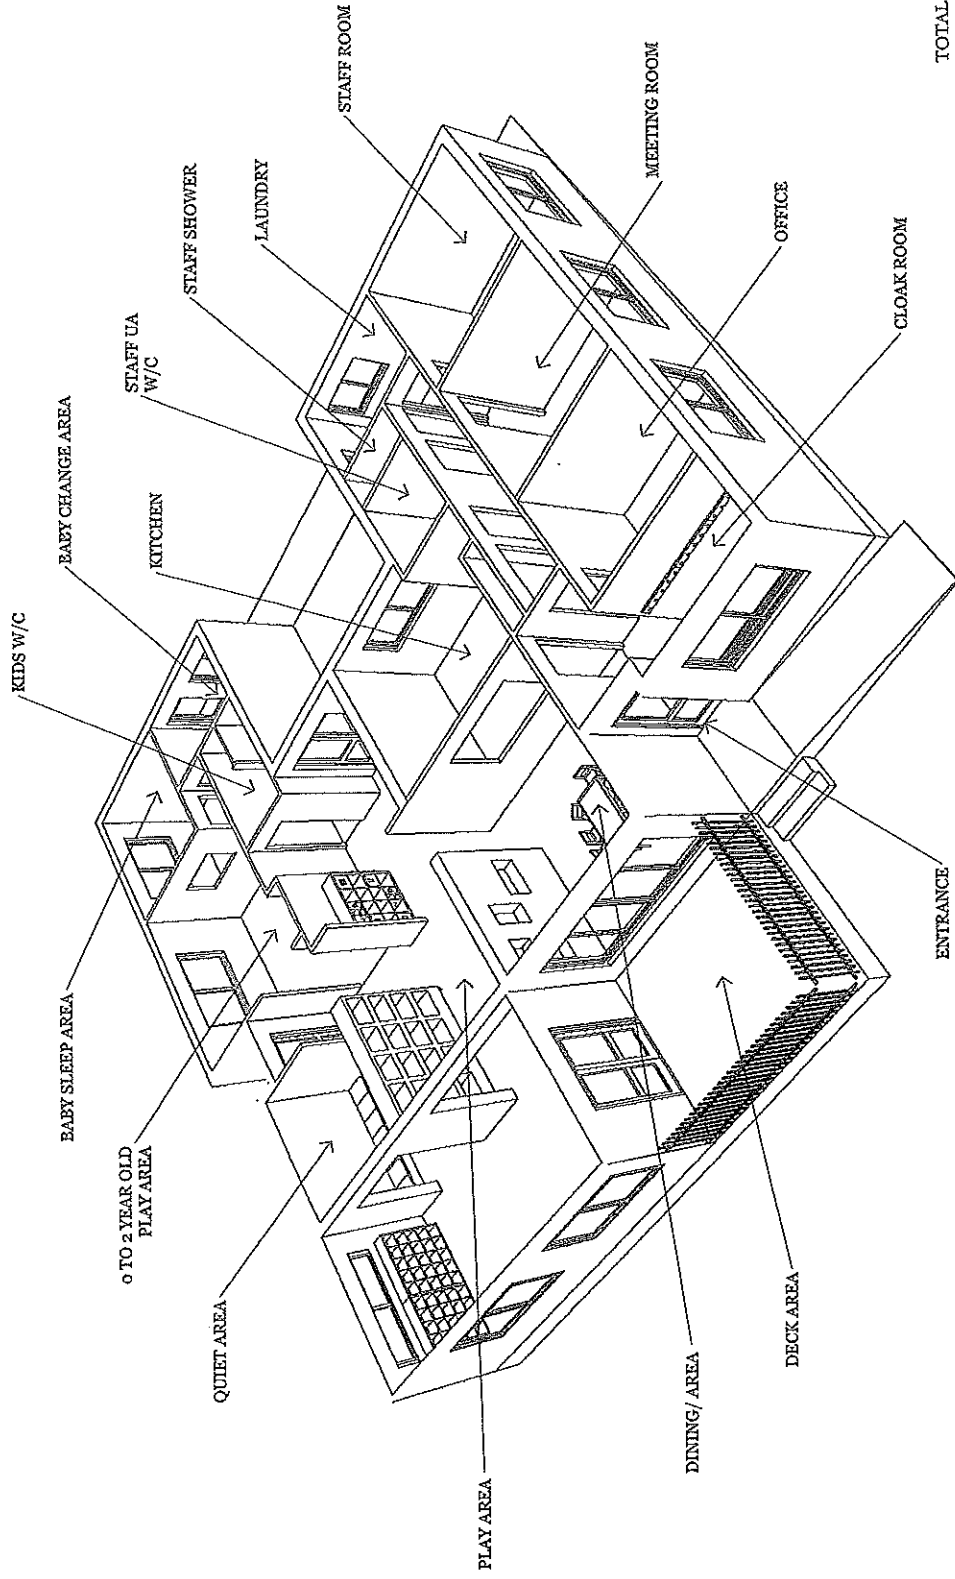 BABY SLEEP AREA
KIDS W/C
BABY CHANGE AREA
0 TO 2 YEAR OLD
PLAY AREA
KITCHEN
STAFF UA
W/C
STAFF SHOWER
LAUNDRY
QUIET AREA
STAFF ROOM
PLAY AREA
MEETING ROOM
DINING/ AREA
OFFICE
DECK AREA
CLOAK ROOM
ENTRANCE
TOTAL